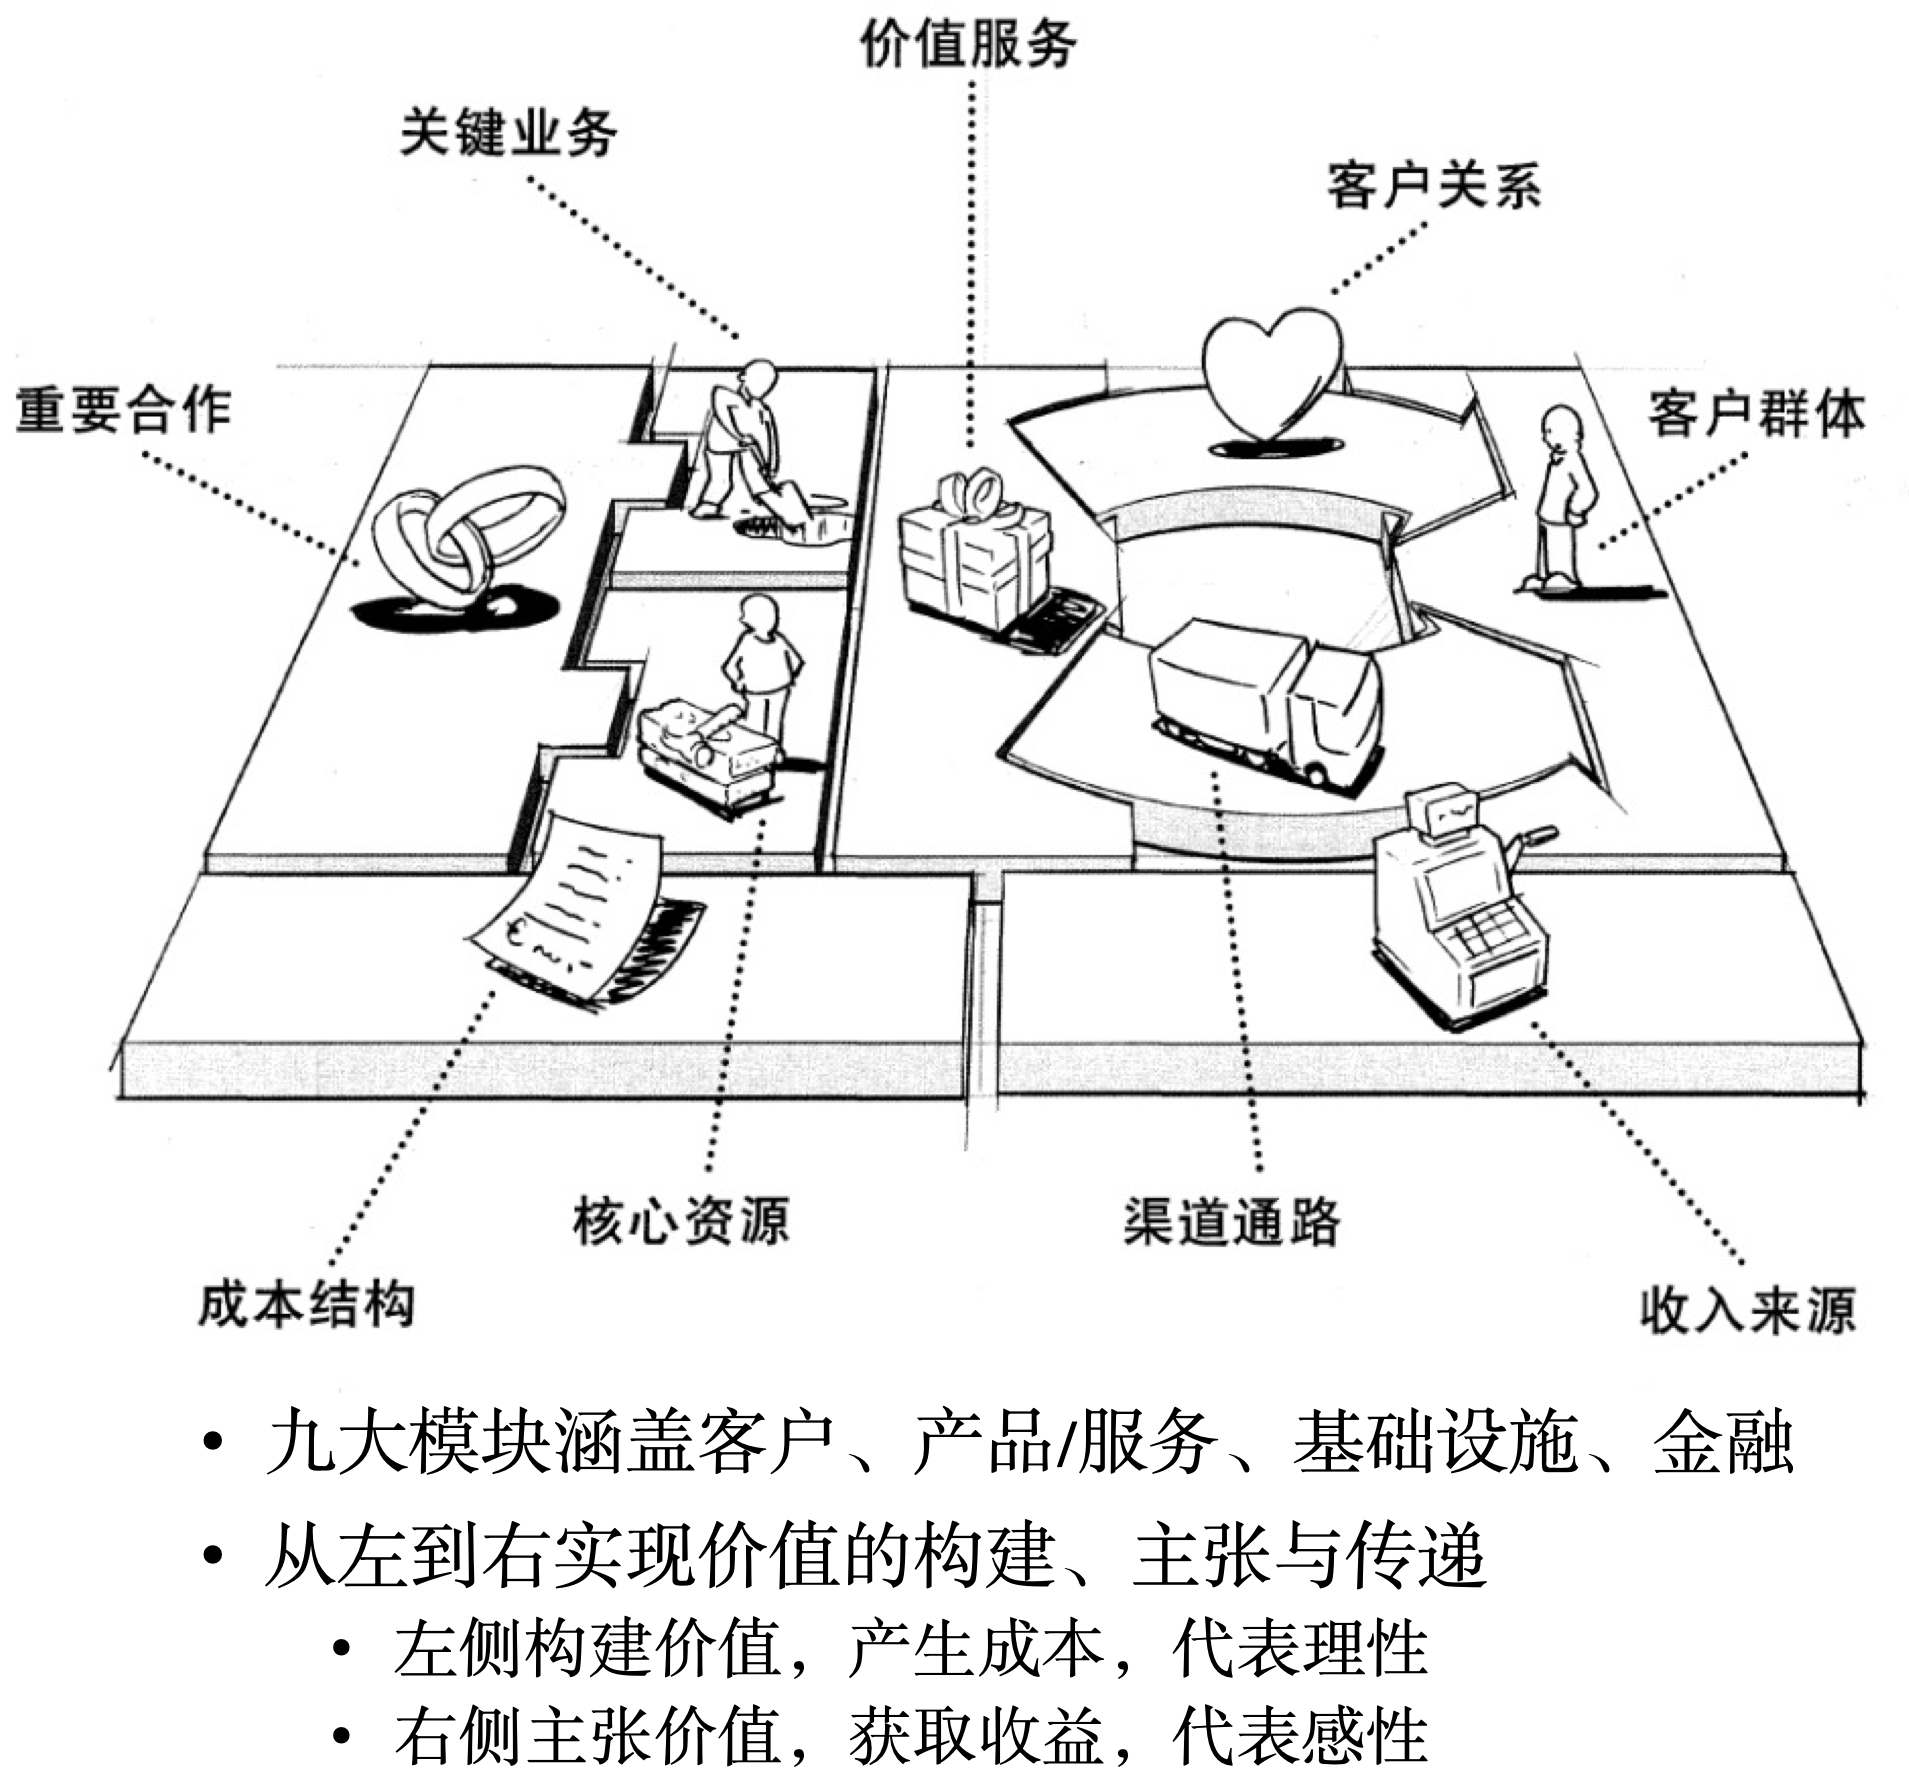 价值服务
关键业务
客户关系
重要合作
客户群体
核心资源
渠道通路
成本结构
收入来源
• 九大模块涵盖客户、产品/服务、基础设施、金融
• 从左到右实现价值的构建、主张与传递
• 左侧构建价值，产生成本，代表理性
• 右侧主张价值，获取收益，代表感性